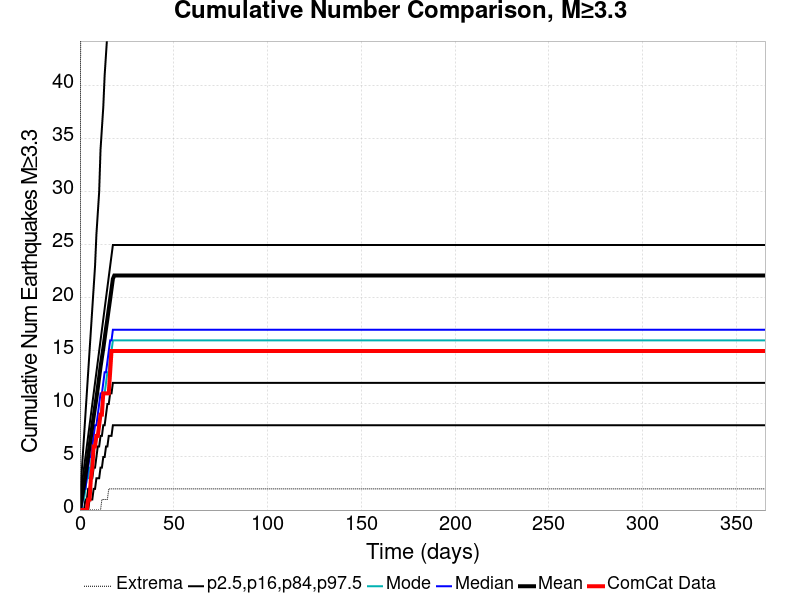 Cumulative Number Comparison, M≥3.3
Cumulative Num Earthquakes M≥3.3
40
35
30
25
20
15
10
5
0
0 50 100 150 200 250 300 350
Time (days)
Extrema p2.5,p16,p84,p97.5 Mode Median Mean ComCat Data